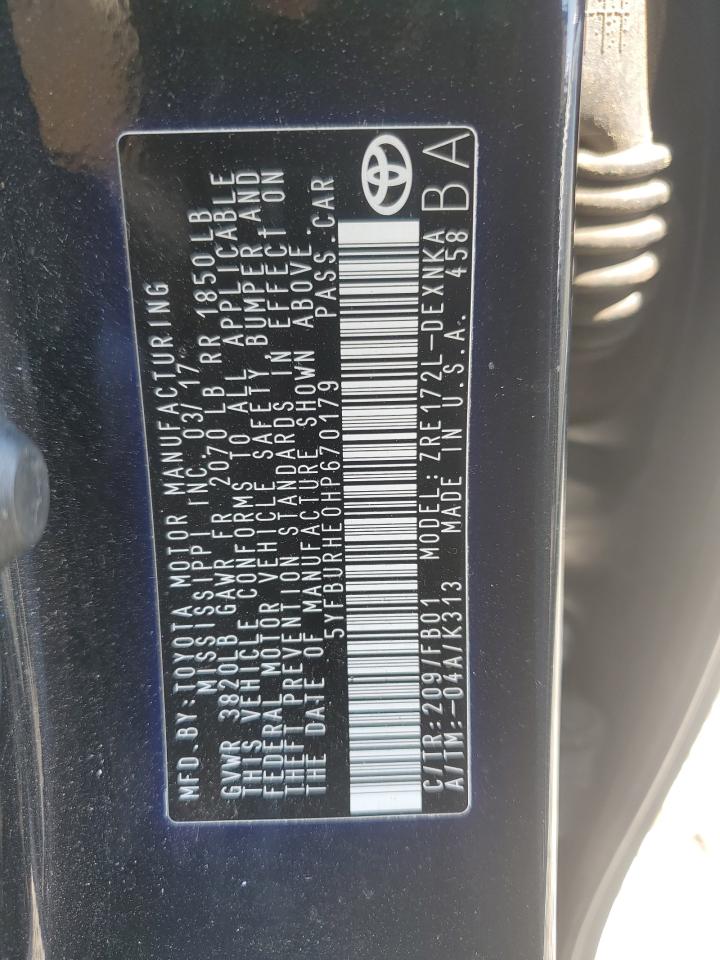 MFD.BY:TOYOTA MOTOR MANUFACTURING
MISSISSIPPI INC. 03/17
GVWR 3820LB GAWR FR 2070LB RR 1850LB
THIS VEHICLE CONFORMS TO ALL APPLICABLE
FEDERAL MOTOR VEHICLE SAFETY, BUMPER AND
THEFT PREVENTION STANDARDS IN EFFECT ON
THE DATE OF MANUFACTURE SHOWN ABOVE.
5YFBURHE0HP670179 PASS.CAR
C/TR:209/FB01 MODEL: ZRE172L-DEXNKA
A/TM:-04A/K313 MADE IN U.S.A. 458
BA